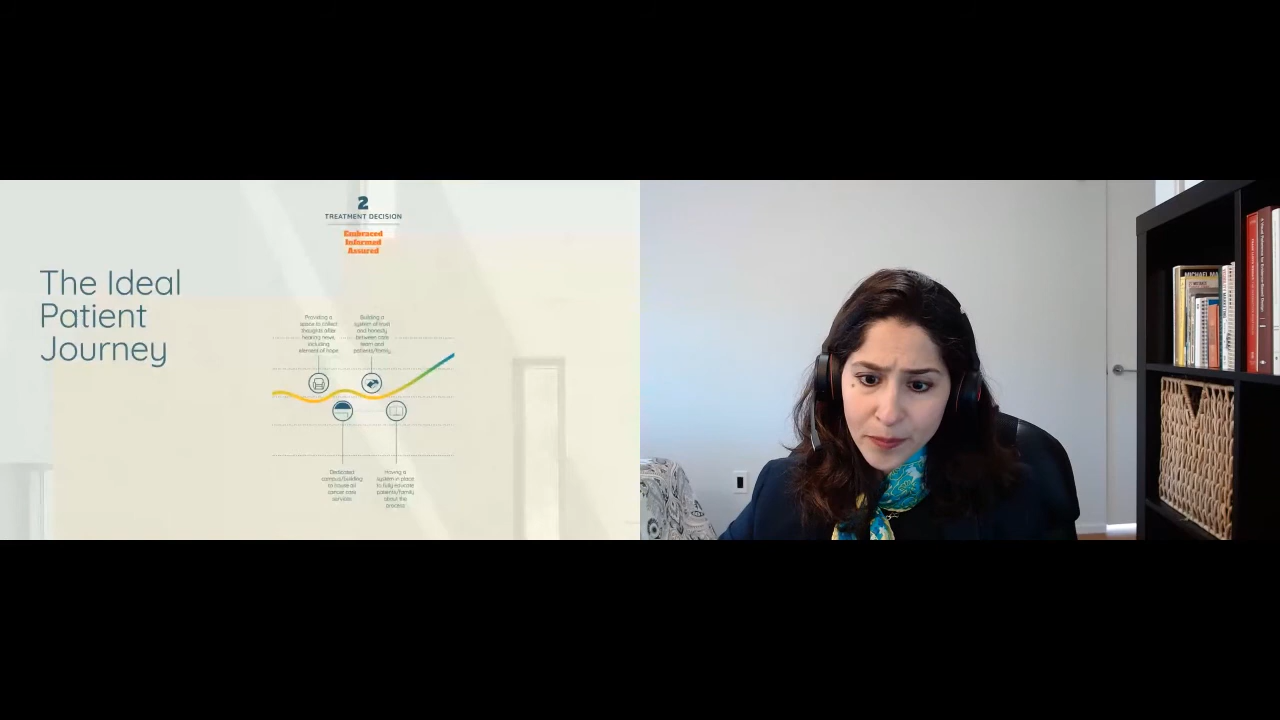 2
TREATMENT DECISION
Embraced
Informed
Assured
The Ideal
Patient
Journey
Providing a
space to collect
thoughts after
hearing news
including
element of hope
Building a
system of trust
and honesty
between care
team and
patients/family
Dedicated
campus/building
to house all
cancer care
services
Having a
system in place
to fully educate
patients/family
about the
process
MICHAEL